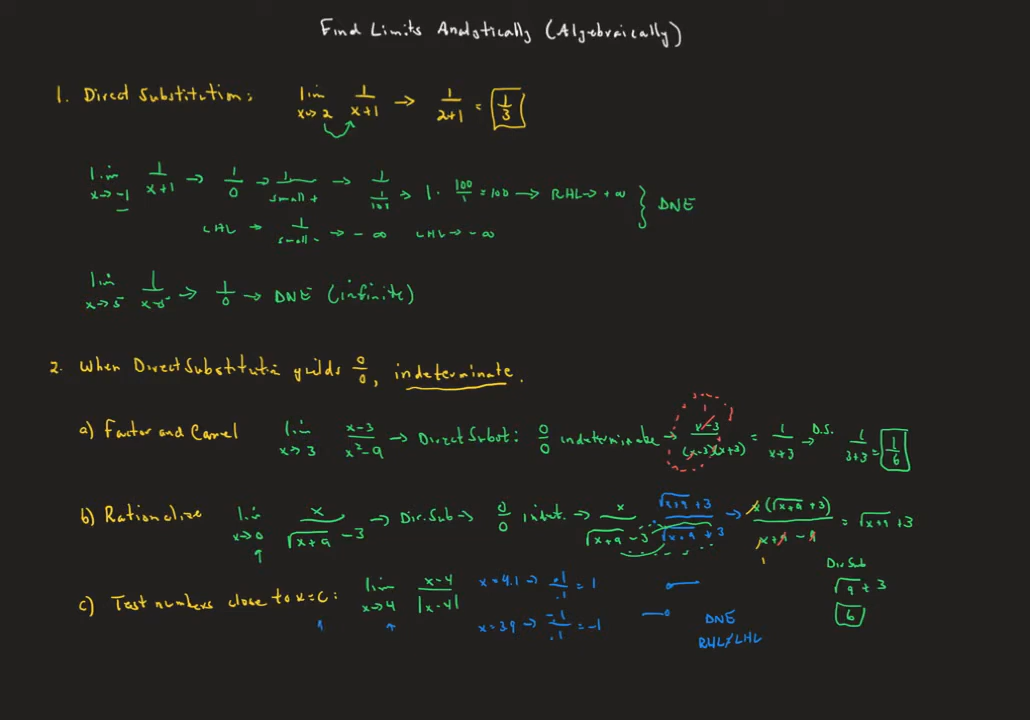 Find Limits Analytically (Algebraically)
1. Direct Substitution: lim x→2 1/(x+1) → 1/(2+1) = 1/3
lim x→-1 1/(x+1) → 1/0 → 1/small + → 1/(1/100) → 1 · 100/1 = 100 → RHL → +∞ } DNE
LHL → 1/small - → -∞ LHL → -∞
lim x→5 1/(x-5) → 1/0 → DNE (infinite)
2. When Direct Substitution yields 0/0, indeterminate.
a) Factor and Cancel lim x→3 (x-3)/(x²-9) → Direct Subst: 0/0 indeterminate → 1 (x-3)/((x-3)(x+3)) = 1/(x+3) → D.S. 1/(3+3) = 1/6
b) Rationalize lim x→0 x/(√(x+9) -3) → Dir. Sub → 0/0 indet. → x/(√(x+9) -3) (√(x+9) +3)/(√(x+9) +3) → x(√(x+9) +3)/(x+9-9) = √(x+9) +3
1
Dir Sub
√9 + 3
6
c) Test numbers close to x=c: lim x→4 (x-4)/|x-4| x=4.1 → .1/.1 = 1
x=3.9 → -.1/.1 = -1
DNE
RHL≠LHL